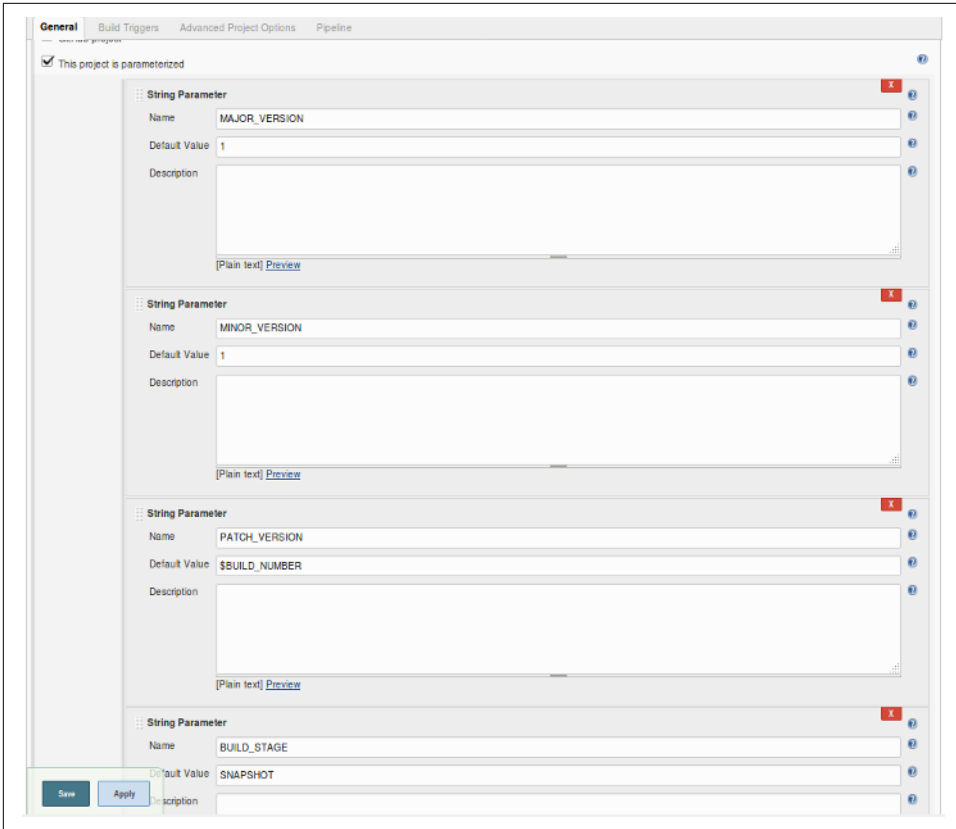 General Build Triggers Advanced Project Options Pipeline
This project is parameterized
X
String Parameter
Name MAJOR_VERSION
Default Value 1
Description
[Plain text] Preview
X
String Parameter
Name MINOR_VERSION
Default Value 1
Description
[Plain text] Preview
X
String Parameter
Name PATCH_VERSION
Default Value $BUILD_NUMBER
Description
[Plain text] Preview
X
String Parameter
Name BUILD_STAGE
Default Value SNAPSHOT
Save Apply
Description